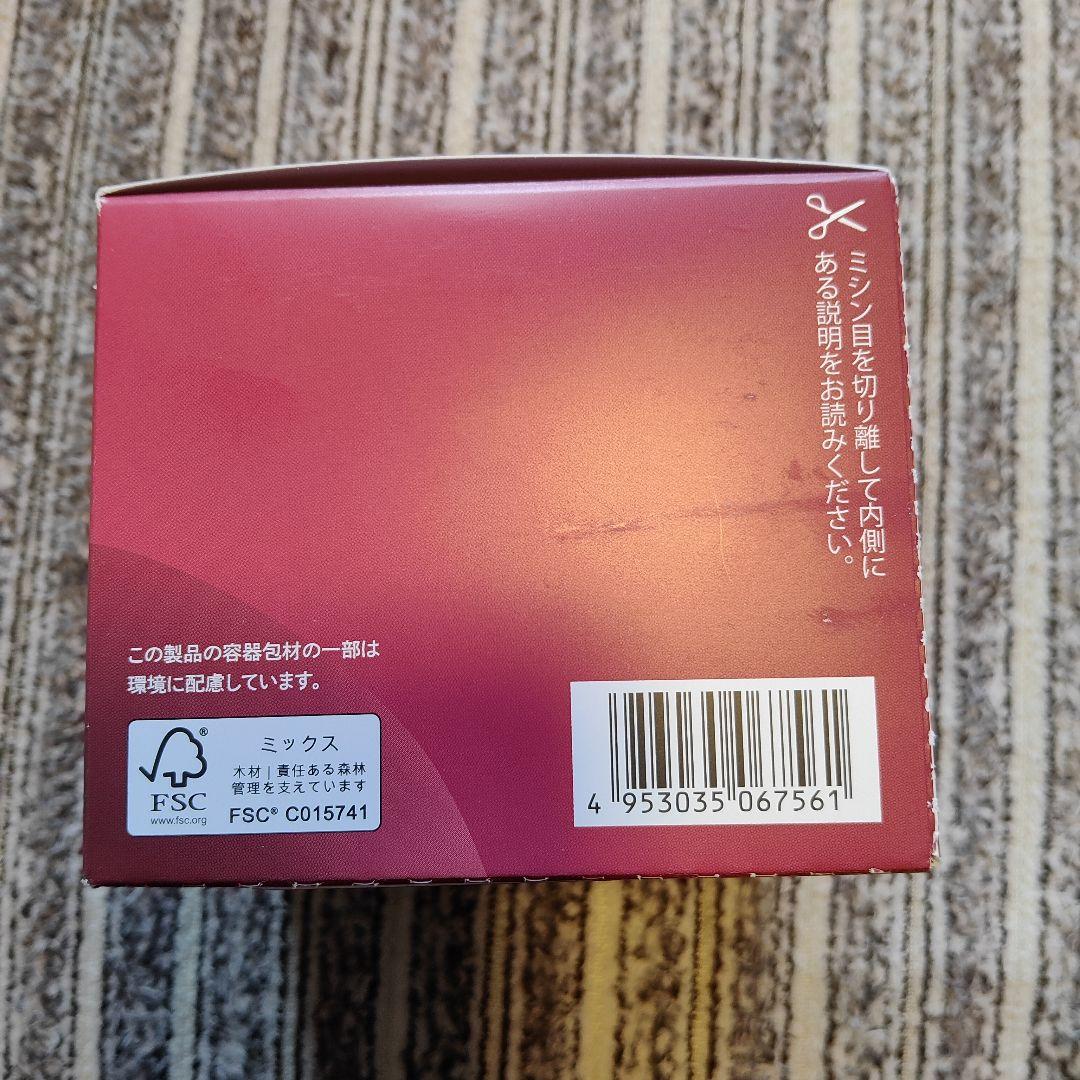 ミシン目を切り離して内側に
ある説明をお読みください。
この製品の容器包材の一部は
環境に配慮しています。
FSC®
www.fsc.org
ミックス
木材｜責任ある森林
管理を支えています
FSC® C015741
4 953035 067561